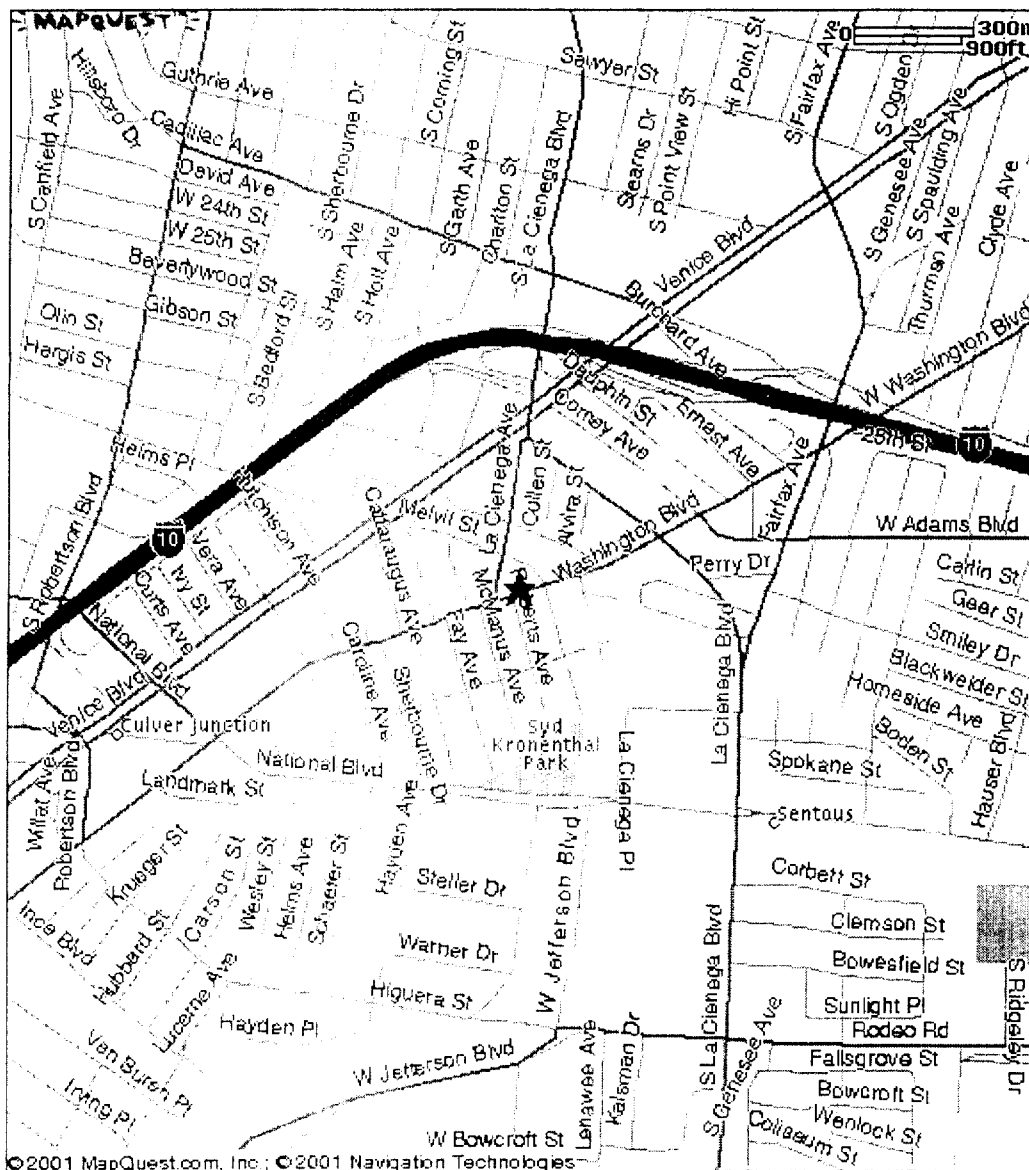 MAPQUEST
0 300m
900ft
Hillsboro Dr
Guthrie Ave
S Corning St
Sawyer St
Hi Point St
S Fairfax Ave
S Ogden Dr
S Canfield Ave
Cadillac Ave
S Sherbourne Dr
S La Cienega Blvd
Stearns Dr
S Point View St
S Genesee Ave
S Spaulding Ave
David Ave
W 24th St
W 25th St
S Garth Ave
Charlton St
Clyde Ave
Beverlywood St
S Halm Ave
S Holt Ave
Venice Blvd
Thurman Ave
Gibson St
Olin St
Hargis St
S Bedford St
Burchard Ave
W Washington Blvd
Dauphin St
Comey Ave
Ernest Ave
25th St
10
Helms Pl
Hutchison Ave
La Cienega Ave
Cullen St
Alvira St
Fairfax Ave
S Robertson Blvd
10
Cattaraugus Ave
Melvil St
Washington Blvd
W Adams Blvd
Vera Ave
Ivy St
Curts Ave
Perry Dr
Carlin St
Geer St
National Blvd
McManus Ave
Roberts Ave
Fay Ave
Caroline Ave
Sherbourne Dr
La Cienega Blvd
Smiley Dr
Blackwelder St
Homeside Ave
Boden St
Hauser Blvd
Venice Blvd
Culver Junction
Syd
Kronenthal
Park
La Cienega Pl
National Blvd
Landmark St
Spokane St
Sentous
Willat Ave
Robertson Blvd
Hayden Ave
W Jefferson Blvd
Krueger St
Carson St
Wesley St
Helms Ave
Schaefer St
Steller Dr
Corbett St
Ince Blvd
Hubbard St
Warner Dr
Clemson St
Bowesfield St
S La Cienega Blvd
Lucerne Ave
Higuera St
Hayden Pl
Sunlight Pl
Rodeo Rd
S Ridgeley Dr
Van Buren Pl
Irving Pl
W Jefferson Blvd
Lenawee Ave
Kalsman Dr
S Genesee Ave
Fallsgrove St
Bowcroft St
Wenlock St
Coliseum St
W Bowcroft St
©2001 MapQuest.com, Inc.; ©2001 Navigation Technologies